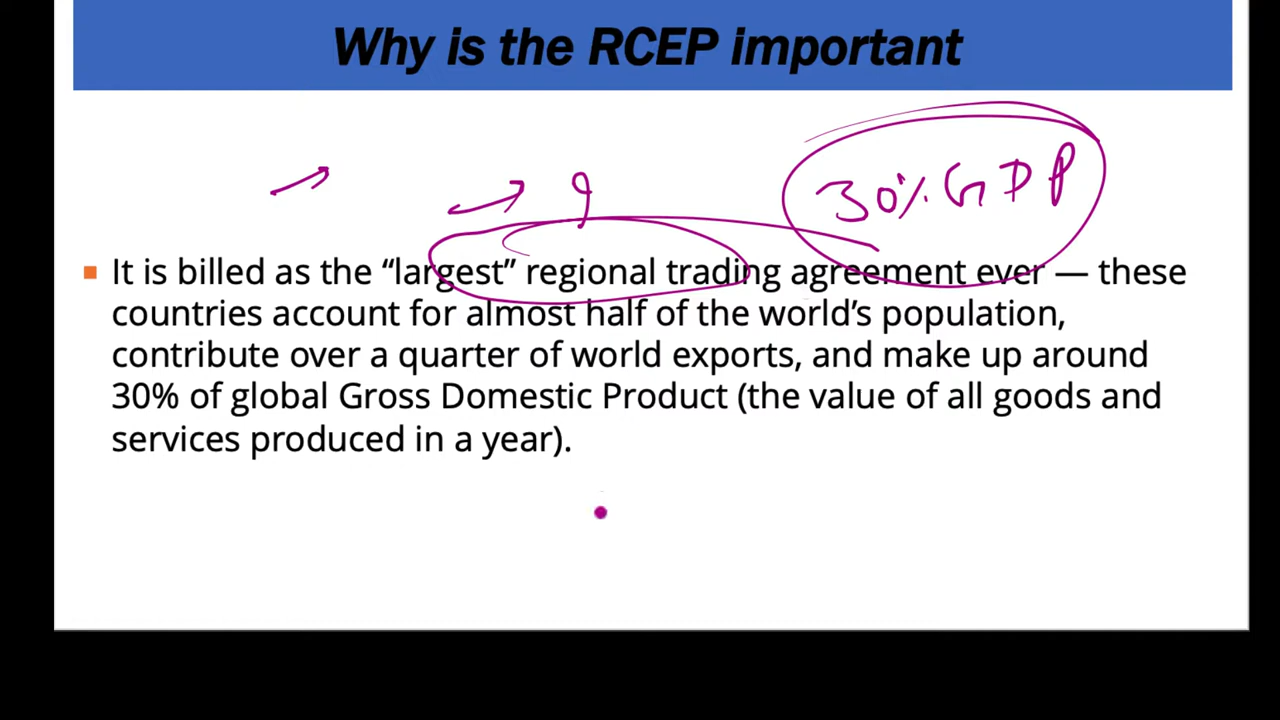 Why is the RCEP important
30% GDP
It is billed as the “largest” regional trading agreement ever — these
countries account for almost half of the world’s population,
contribute over a quarter of world exports, and make up around
30% of global Gross Domestic Product (the value of all goods and
services produced in a year).